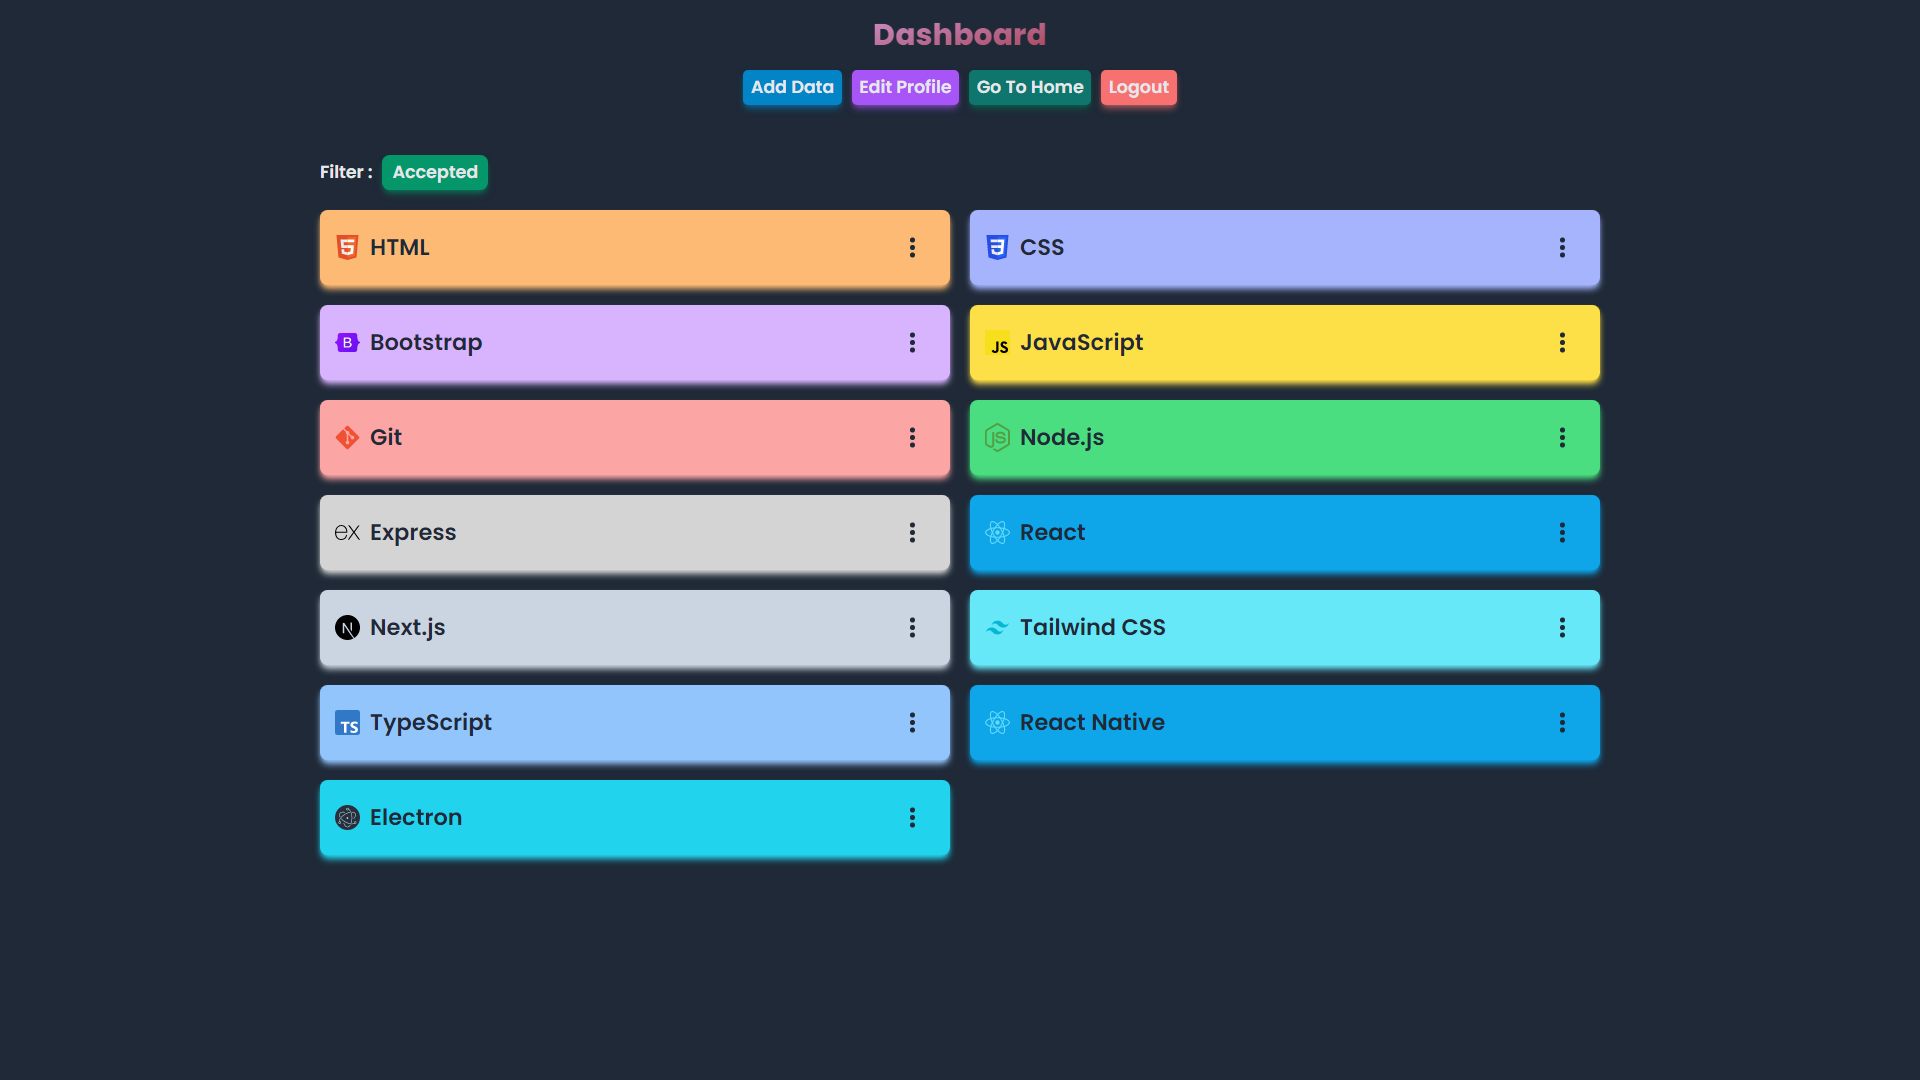 Dashboard
Add Data Edit Profile Go To Home Logout
Filter : Accepted
HTML
CSS
B Bootstrap
JS JavaScript
Git
JS Node.js
ex Express
React
N Next.js
Tailwind CSS
TS TypeScript
React Native
Electron